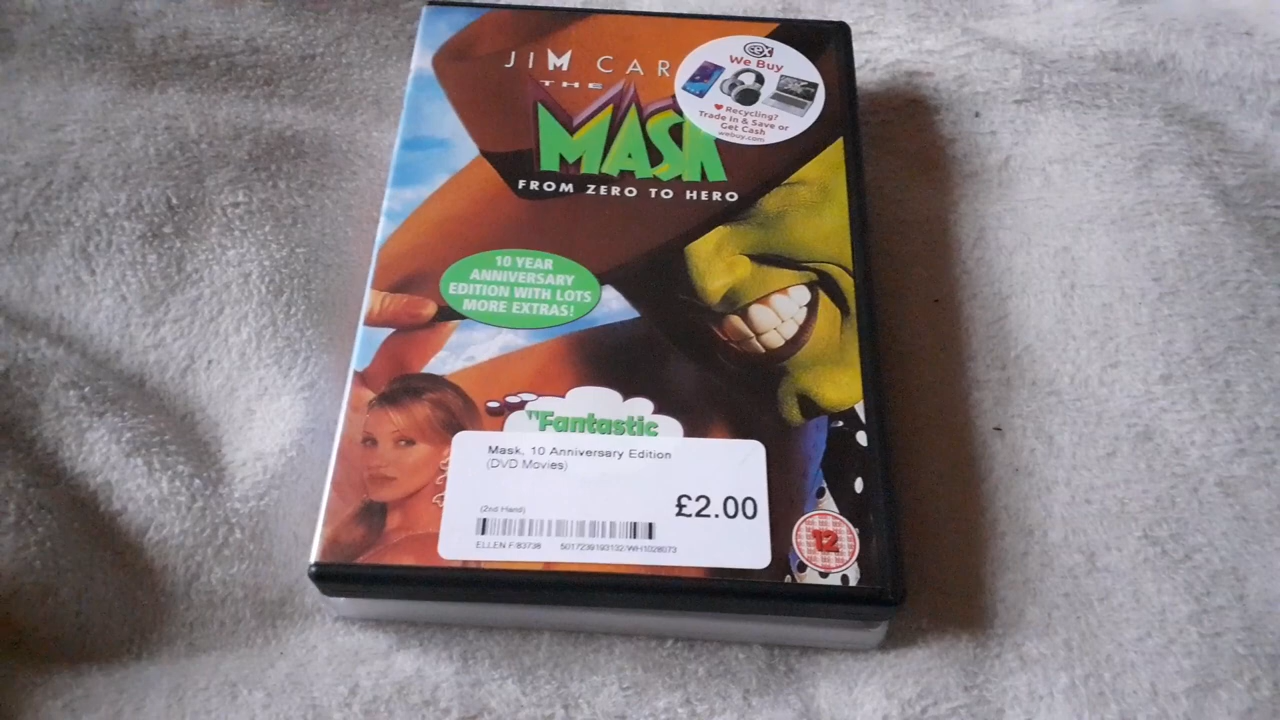 JIM CAR
THE
MASK
FROM ZERO TO HERO
CeX
We Buy
Recycling?
Trade In & Save or
Get Cash
webuy.com
10 YEAR
ANNIVERSARY
EDITION WITH LOTS
MORE EXTRAS!
"Fantastic
Mask, 10 Anniversary Edition
(DVD Movies)
£2.00
(2nd Hand)
ELLEN F/83738 5017239193132/WH1028073
12